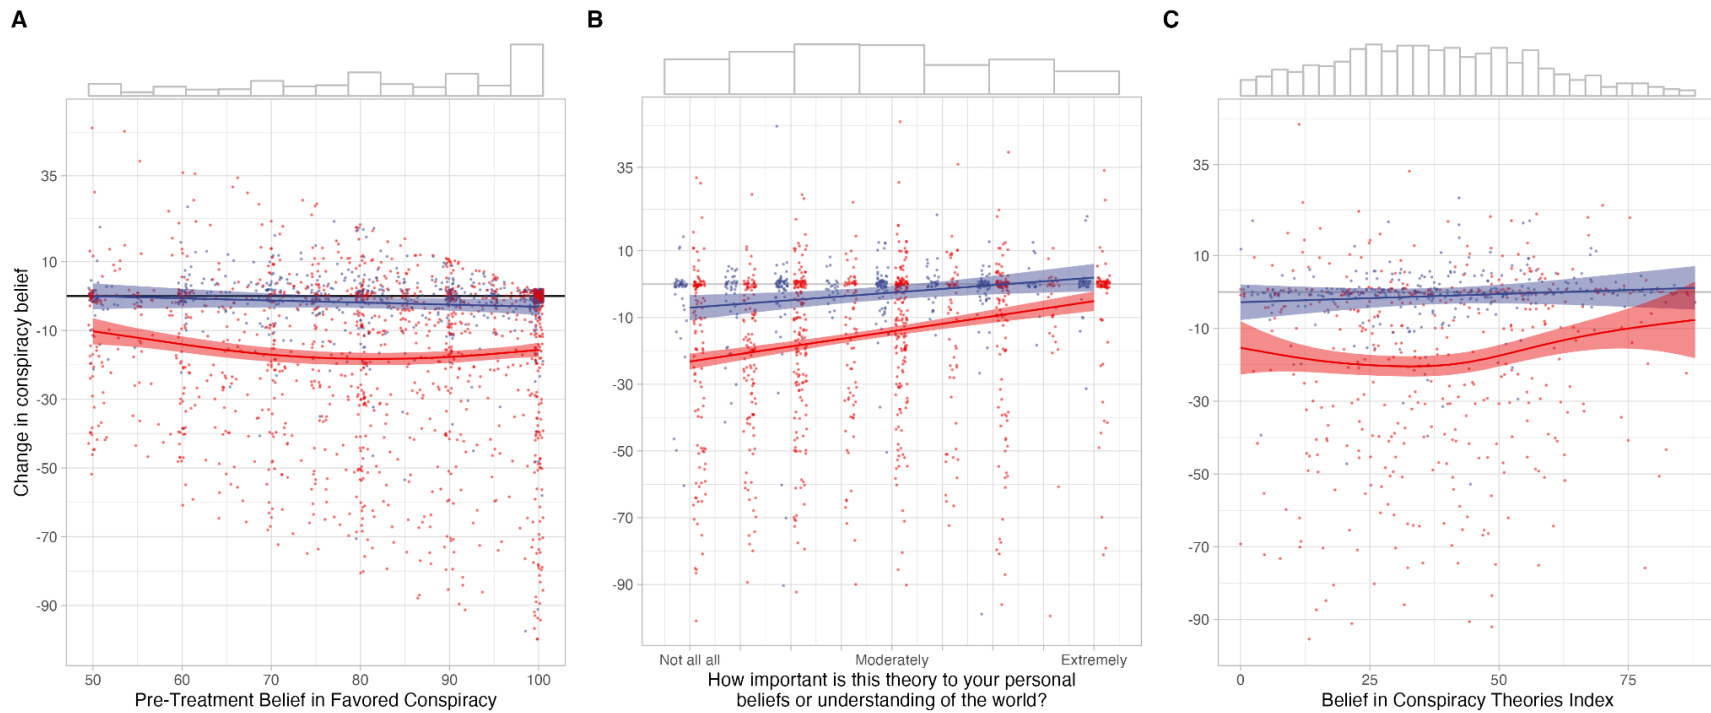 A
B
C
Change in conspiracy belief
35
10
-10
-30
-50
-70
-90
50
60
70
80
90
100
Pre-Treatment Belief in Favored Conspiracy
35
10
-10
-30
-50
-70
-90
Not all all
Moderately
Extremely
How important is this theory to your personal
beliefs or understanding of the world?
35
10
-10
-30
-50
-70
-90
0
25
50
75
Belief in Conspiracy Theories Index